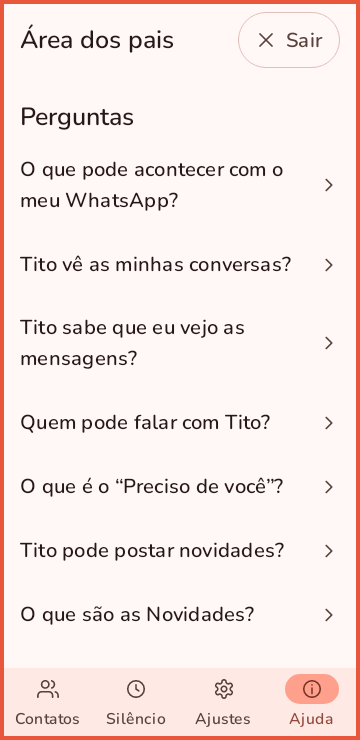 Área dos pais
Sair
Perguntas
O que pode acontecer com o
meu WhatsApp?
Tito vê as minhas conversas?
Tito sabe que eu vejo as
mensagens?
Quem pode falar com Tito?
O que é o “Preciso de você”?
Tito pode postar novidades?
O que são as Novidades?
Contatos
Silêncio
Ajustes
Ajuda